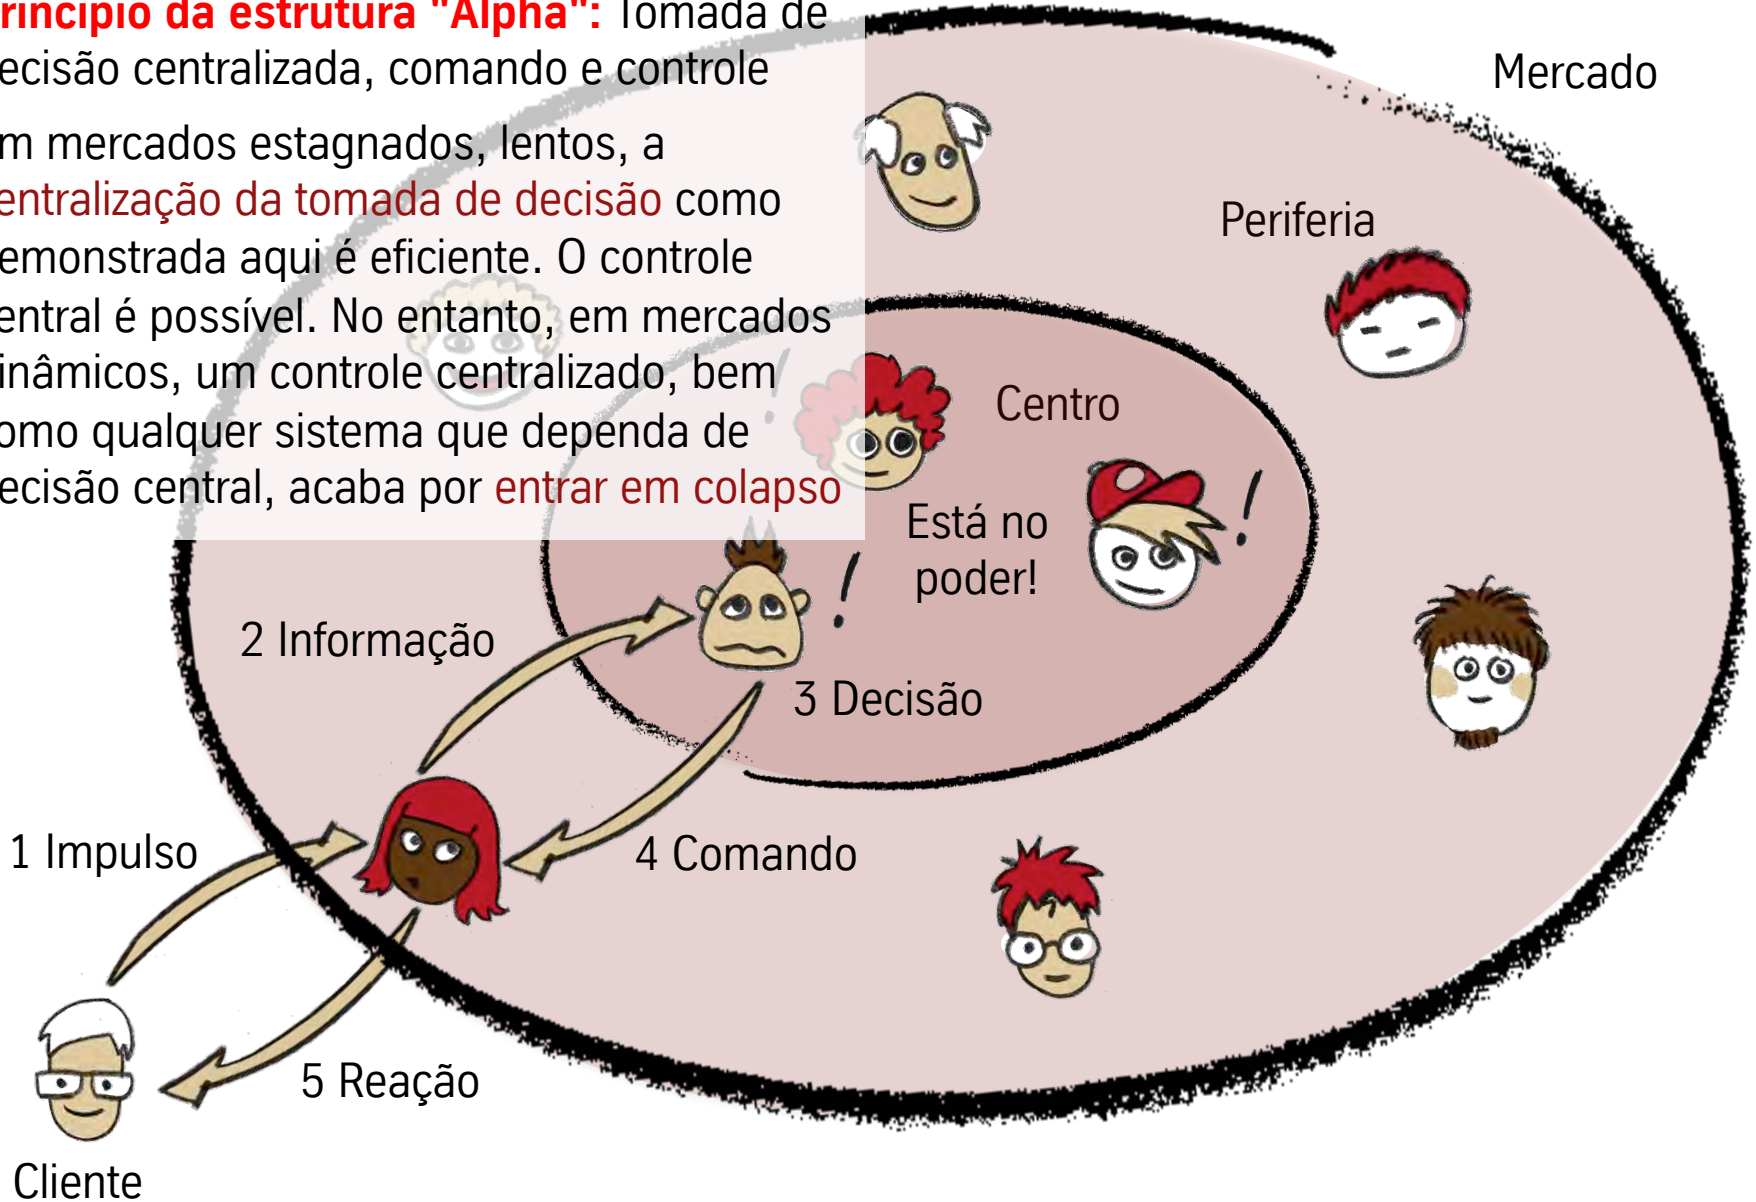 rincípio da estrutura "Alpha": Tomada de
ecisão centralizada, comando e controle
m mercados estagnados, lentos, a
entralização da tomada de decisão como
emonstrada aqui é eficiente. O controle
entral é possível. No entanto, em mercados
inâmicos, um controle centralizado, bem
omo qualquer sistema que dependa de
ecisão central, acaba por entrar em colapso
Mercado
Periferia
Centro
Está no
poder!
!
!
!
2 Informação
3 Decisão
1 Impulso
4 Comando
5 Reação
Cliente